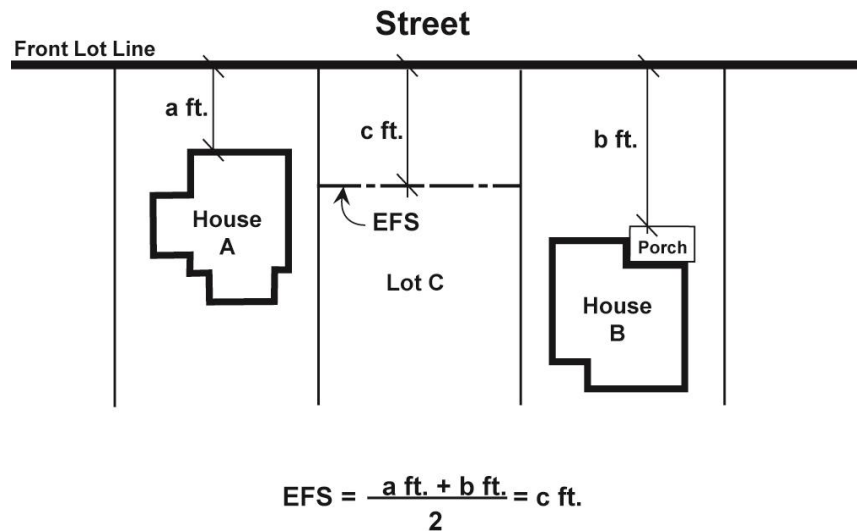 Street
Front Lot Line
a ft.
c ft.
b ft.
House
A
EFS
Porch
Lot C
House
B
EFS = a ft. + b ft. = c ft.
2